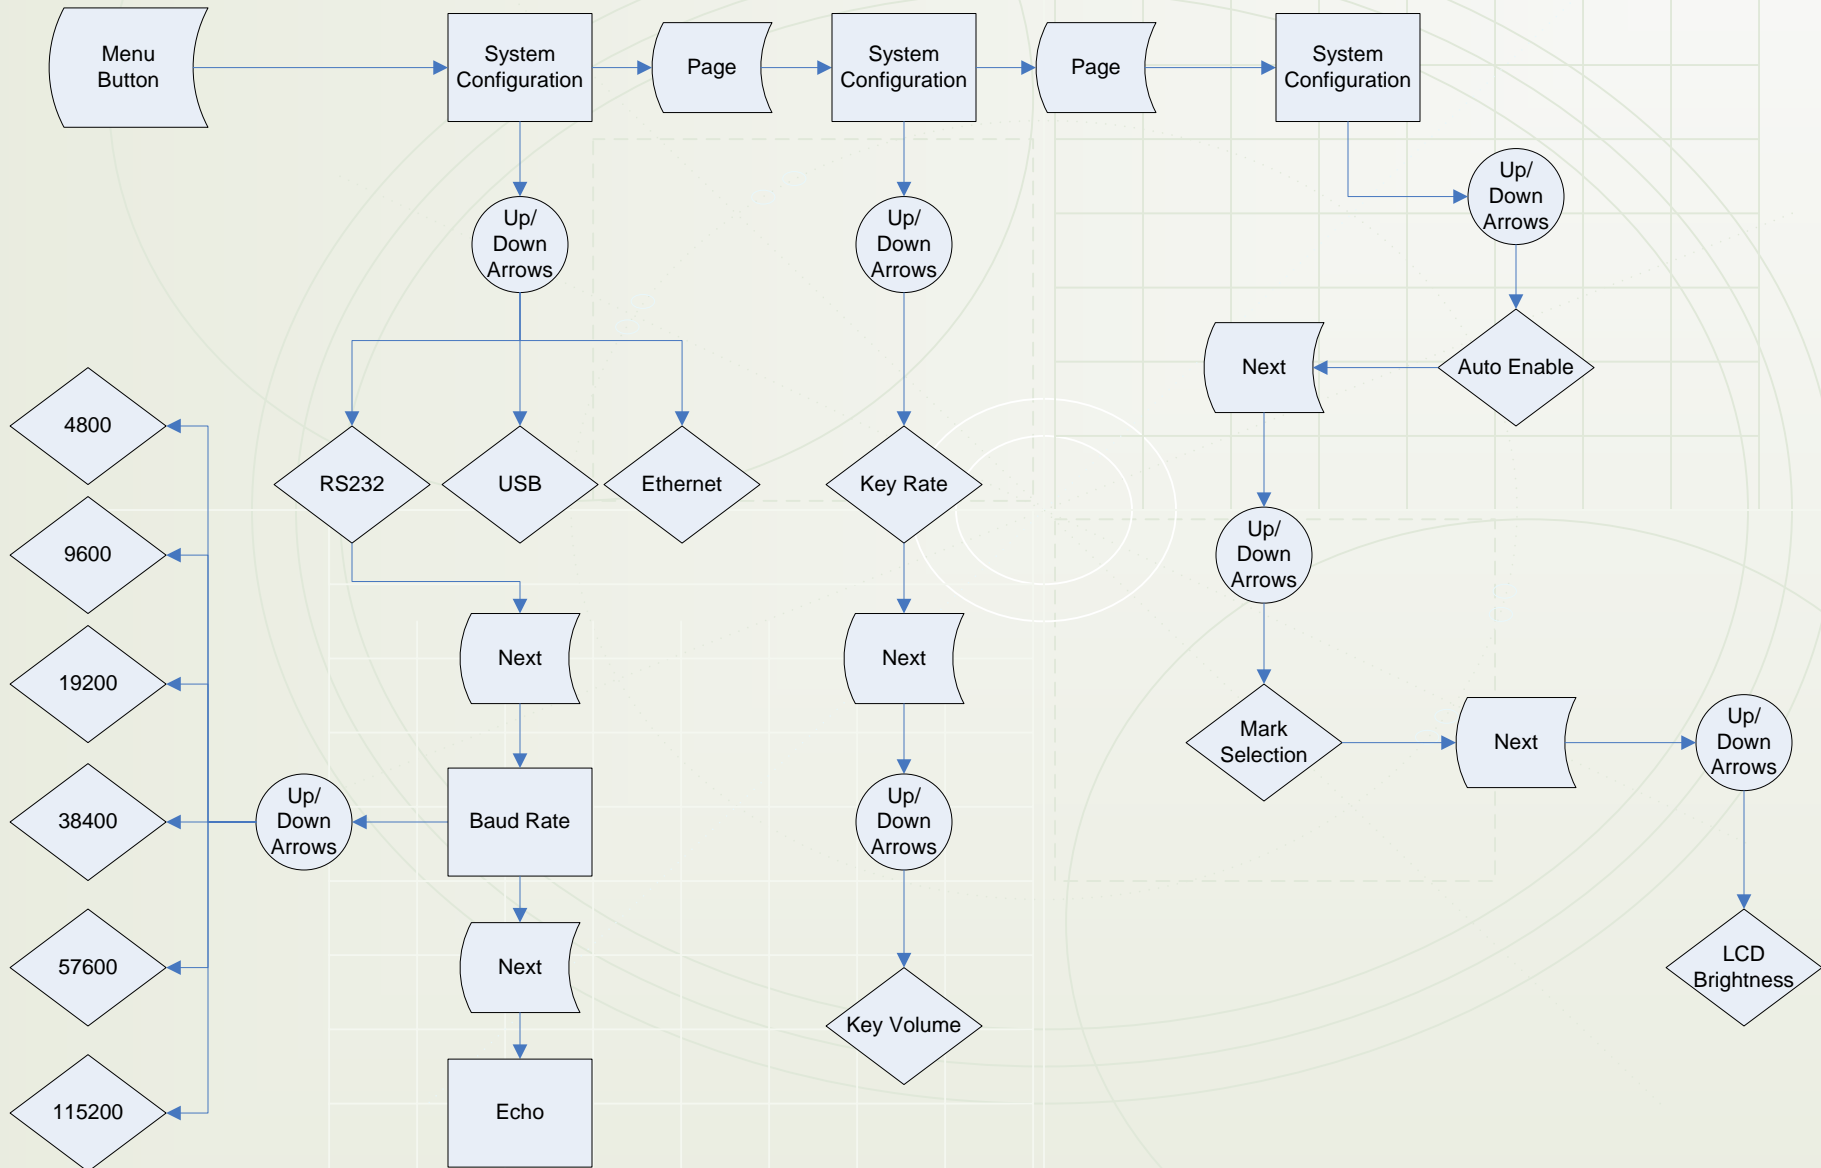 Menu
Button
System
Configuration
Page
System
Configuration
Page
System
Configuration
Up/
Down
Arrows
Up/
Down
Arrows
Up/
Down
Arrows
Next
Auto Enable
4800
RS232
USB
Ethernet
Key Rate
9600
Up/
Down
Arrows
19200
Next
Next
Mark
Selection
Next
Up/
Down
Arrows
38400
Up/
Down
Arrows
Baud Rate
Up/
Down
Arrows
57600
Next
LCD
Brightness
Key Volume
115200
Echo